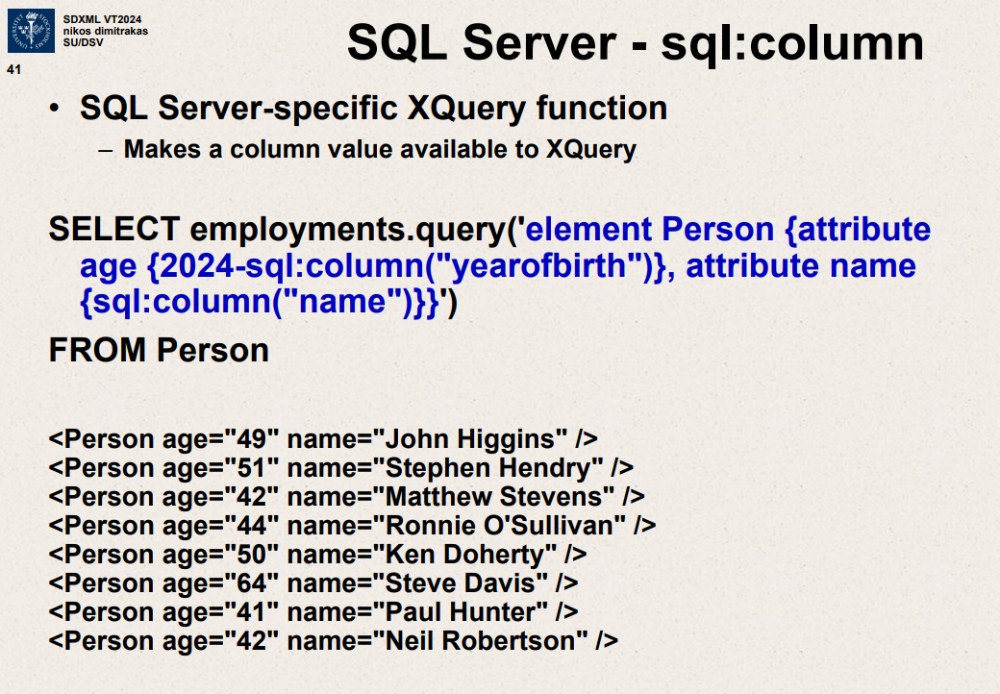 SDXML VT2024
nikos dimitrakas
SU/DSV
41
SQL Server - sql:column
• SQL Server-specific XQuery function
– Makes a column value available to XQuery
SELECT employments.query('element Person {attribute
age {2024-sql:column("yearofbirth")}, attribute name
{sql:column("name")}}')
FROM Person
<Person age="49" name="John Higgins" />
<Person age="51" name="Stephen Hendry" />
<Person age="42" name="Matthew Stevens" />
<Person age="44" name="Ronnie O'Sullivan" />
<Person age="50" name="Ken Doherty" />
<Person age="64" name="Steve Davis" />
<Person age="41" name="Paul Hunter" />
<Person age="42" name="Neil Robertson" />